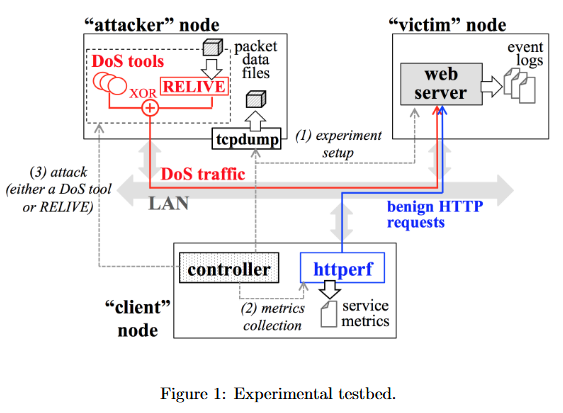 “attacker” node
“victim” node
DoS tools
packet
data
files
XOR
RELIVE
tcpdump
event
logs
web
server
(1) experiment
setup
(3) attack
(either a DoS tool
or RELIVE)
DoS traffic
LAN
benign HTTP
requests
controller
httperf
“client”
node
(2) metrics
collection
service
metrics
Figure 1: Experimental testbed.